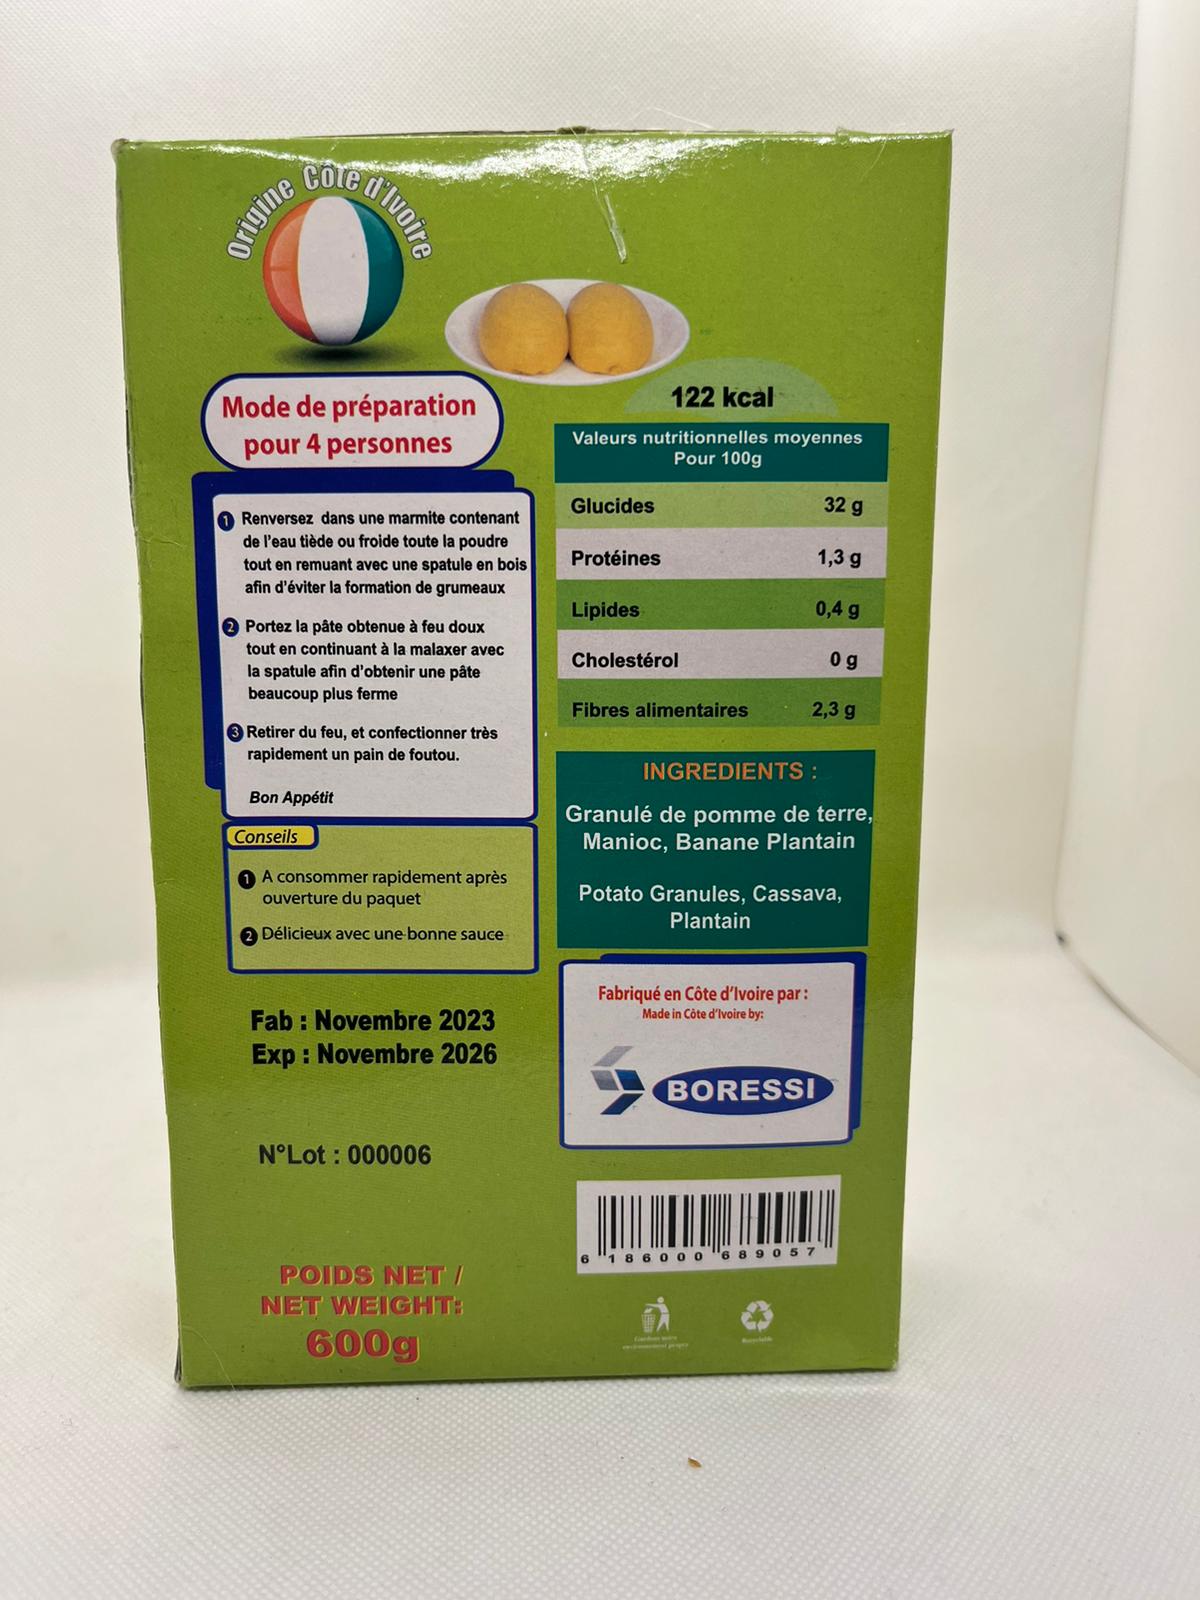 Origine Côte d'Ivoire
Mode de préparation
pour 4 personnes
1 Renversez dans une marmite contenant
de l'eau tiède ou froide toute la poudre
tout en remuant avec une spatule en bois
afin d'éviter la formation de grumeaux
2 Portez la pâte obtenue à feu doux
tout en continuant à la malaxer avec
la spatule afin d'obtenir une pâte
beaucoup plus ferme
3 Retirer du feu, et confectionner très
rapidement un pain de foutou.
Bon Appétit
Conseils
1 A consommer rapidement après
ouverture du paquet
2 Délicieux avec une bonne sauce
Fab : Novembre 2023
Exp : Novembre 2026
N°Lot : 000006
POIDS NET /
NET WEIGHT:
600g
122 kcal
Valeurs nutritionnelles moyennes
Pour 100g
Glucides 32 g
Protéines 1,3 g
Lipides 0,4 g
Cholestérol 0 g
Fibres alimentaires 2,3 g
INGREDIENTS :
Granulé de pomme de terre,
Manioc, Banane Plantain
Potato Granules, Cassava,
Plantain
Fabriqué en Côte d'Ivoire par :
Made in Côte d'Ivoire by:
BORESSI
6 186000 689057
Gardons notre
environnement propre
Recyclable